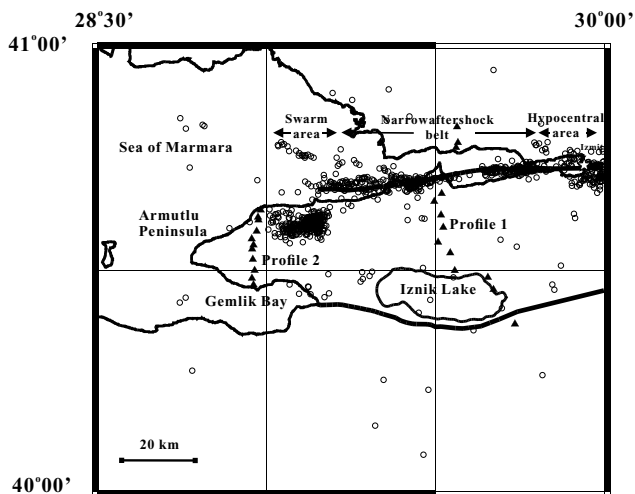 28°30’
30°00’
41°00’
Swarm area
Narrowaftershock belt
Hypocentral area
Izmit
Sea of Marmara
Armutlu Peninsula
Profile 1
Profile 2
Gemlik Bay
Iznik Lake
20 km
40°00’